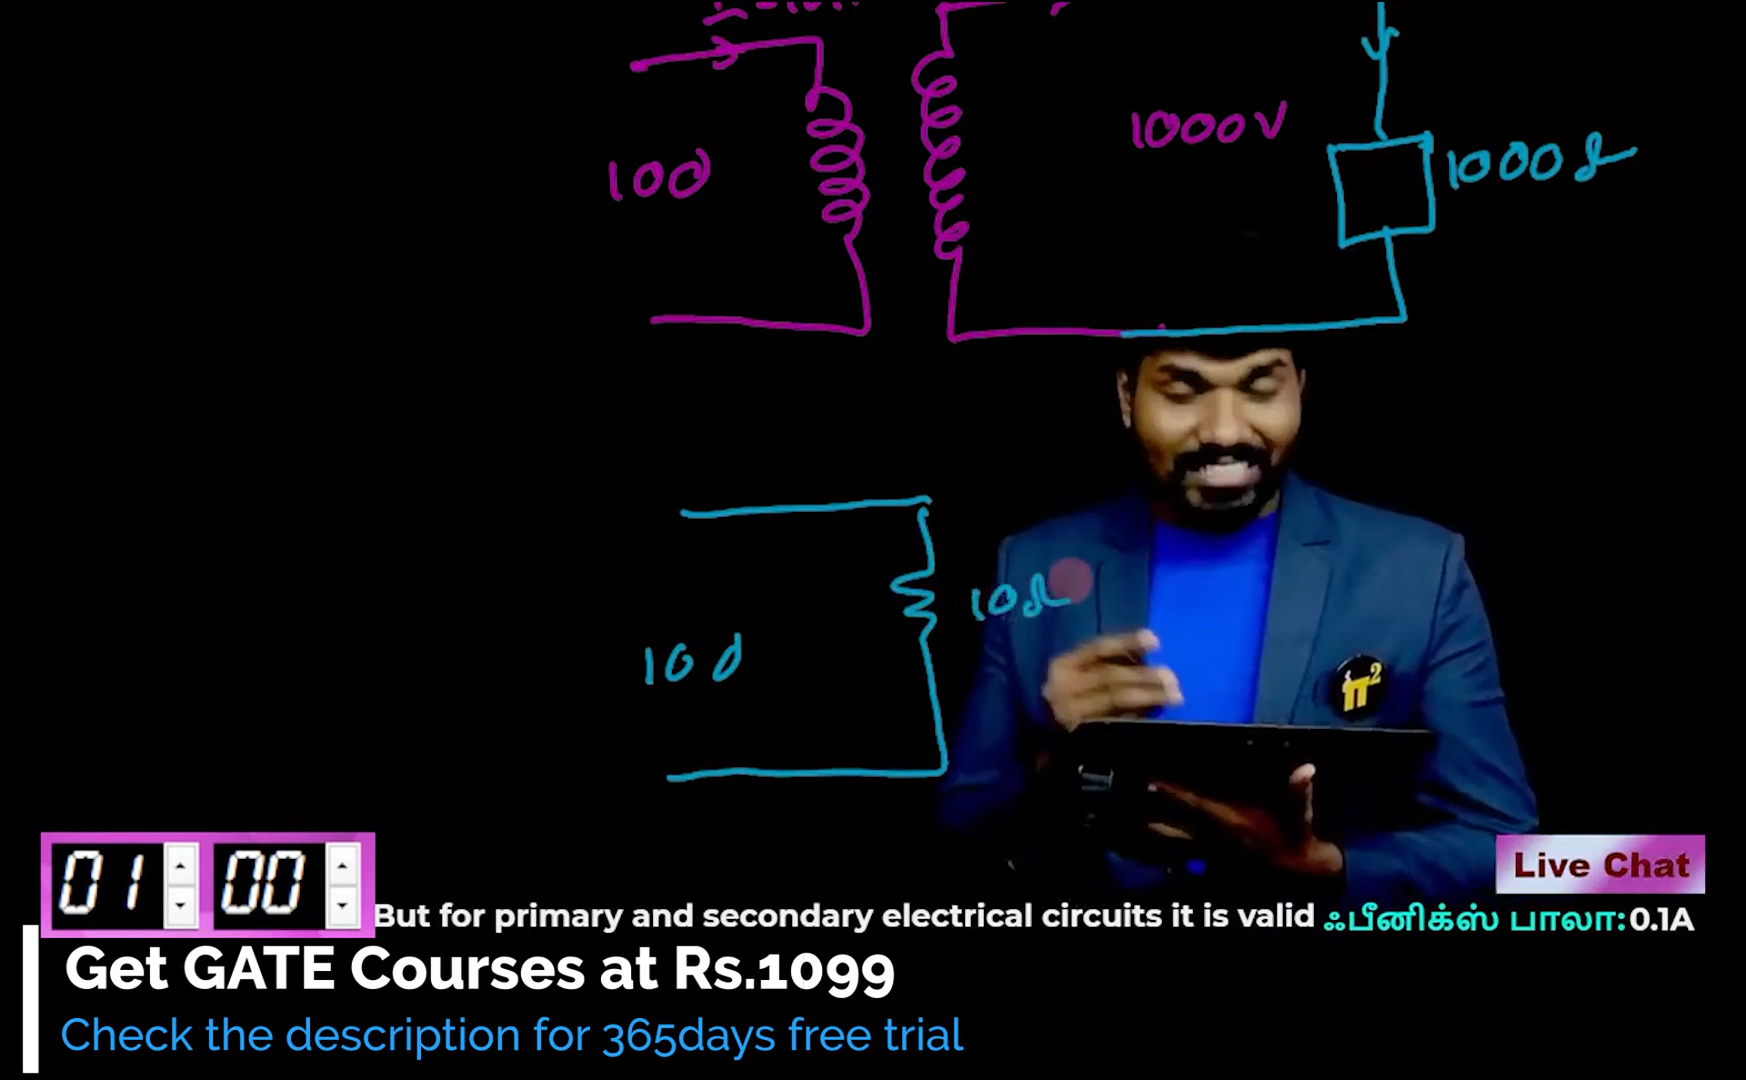 100
1000V
1000Ω
10Ω
100
π²
01 00
Live Chat
But for primary and secondary electrical circuits it is valid ஃபீனிக்ஸ் பாலா: 0.1A
Get GATE Courses at Rs.1099
Check the description for 365days free trial